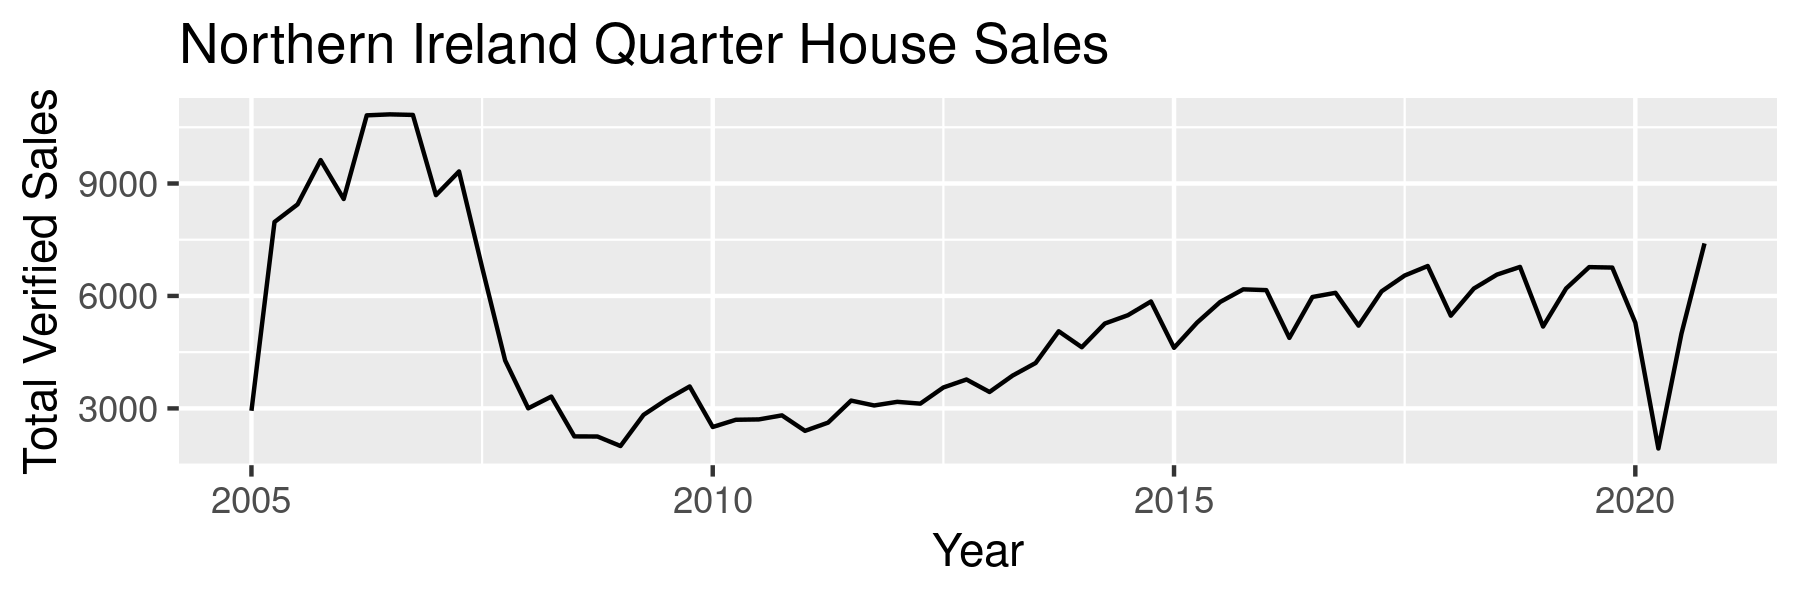 Northern Ireland Quarter House Sales
Total Verified Sales
9000
6000
3000
2005
2010
2015
2020
Year